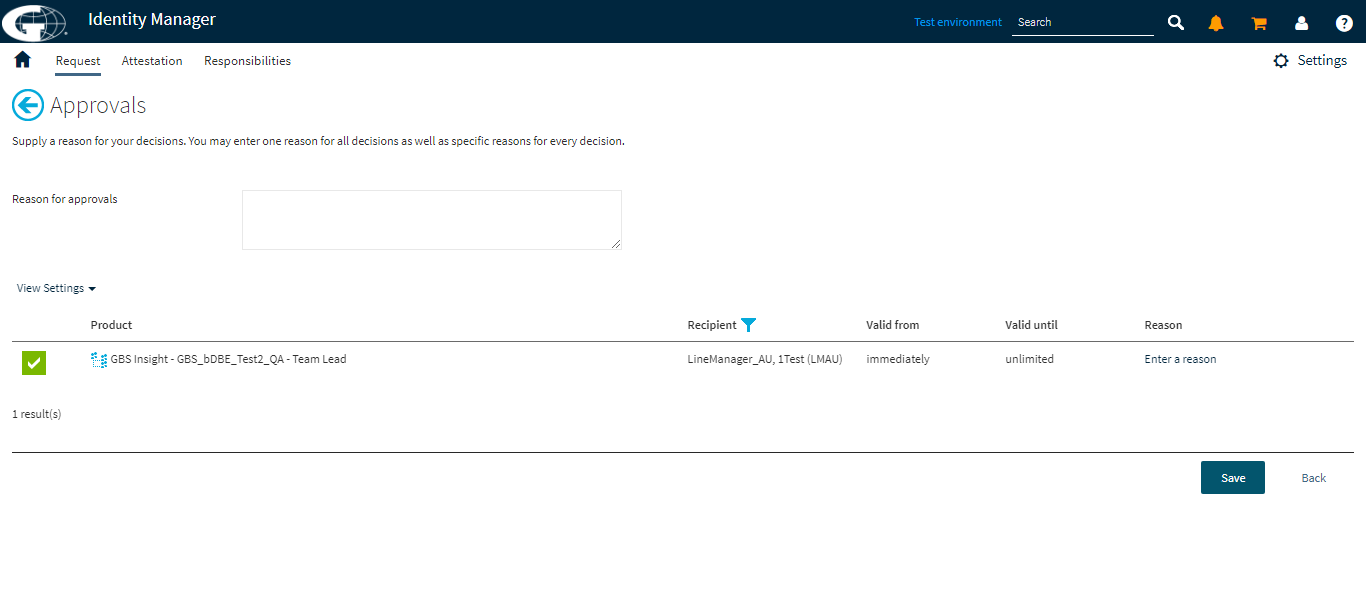 Identity Manager
Test environment
Search
Request
Attestation
Responsibilities
Settings
Approvals
Supply a reason for your decisions. You may enter one reason for all decisions as well as specific reasons for every decision.
Reason for approvals
View Settings
Product Recipient Valid from Valid until Reason
GBS Insight - GBS_bDBE_Test2_QA - Team Lead LineManager_AU, 1Test (LMAU) immediately unlimited Enter a reason
1 result(s)
Save
Back